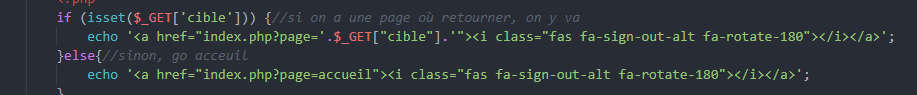 <?php
if (isset($_GET['cible'])) {//si on a une page où retourner, on y va
echo '<a href="index.php?page='.$_GET["cible"].'"><i class="fas fa-sign-out-alt fa-rotate-180"></i></a>';
}else{//sinon, go acceuil
echo '<a href="index.php?page=accueil"><i class="fas fa-sign-out-alt fa-rotate-180"></i></a>';
}